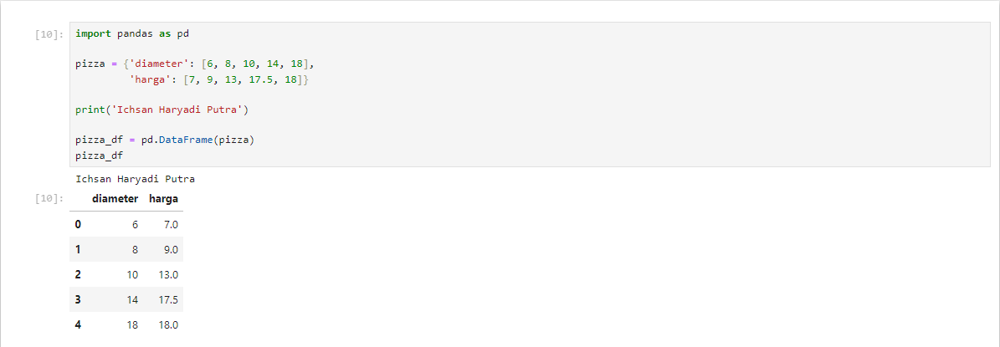 [10]: import pandas as pd
pizza = {'diameter': [6, 8, 10, 14, 18],
'harga': [7, 9, 13, 17.5, 18]}
print('Ichsan Haryadi Putra')
pizza_df = pd.DataFrame(pizza)
pizza_df
Ichsan Haryadi Putra
[10]: diameter harga
0 6 7.0
1 8 9.0
2 10 13.0
3 14 17.5
4 18 18.0